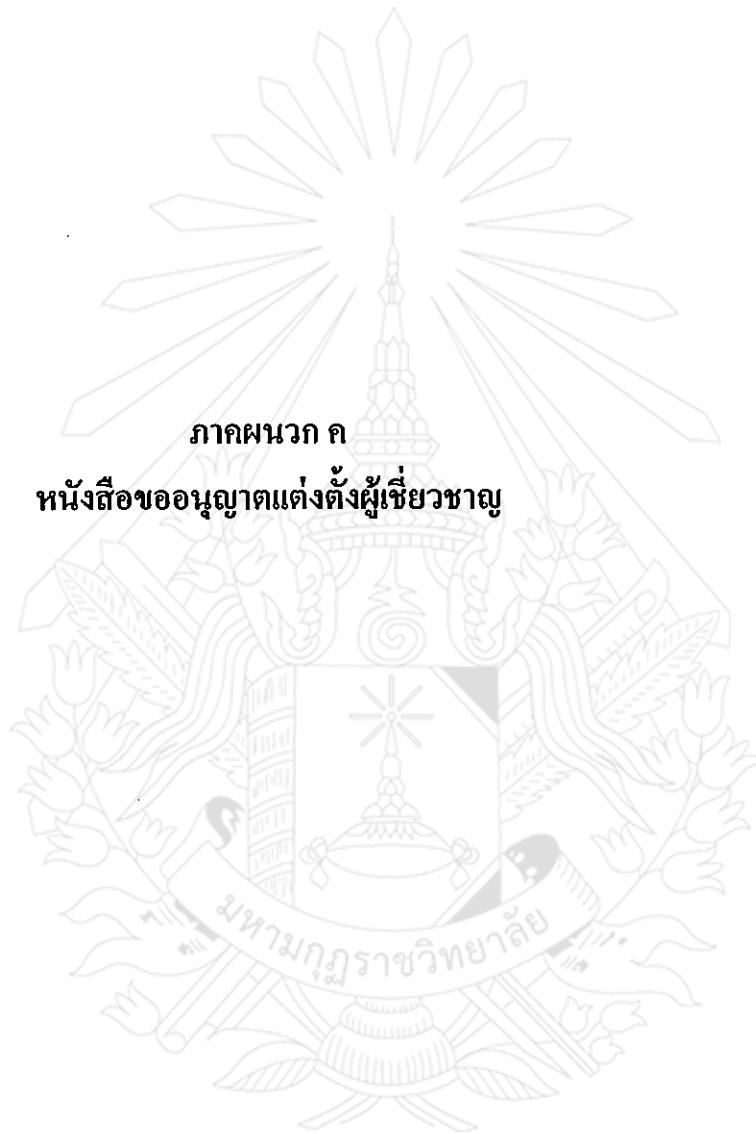 ภาคผนวก ค
หนังสือขออนุญาตแต่งตั้งผู้เชี่ยวชาญ
มหามกุฏราชวิทยาลัย